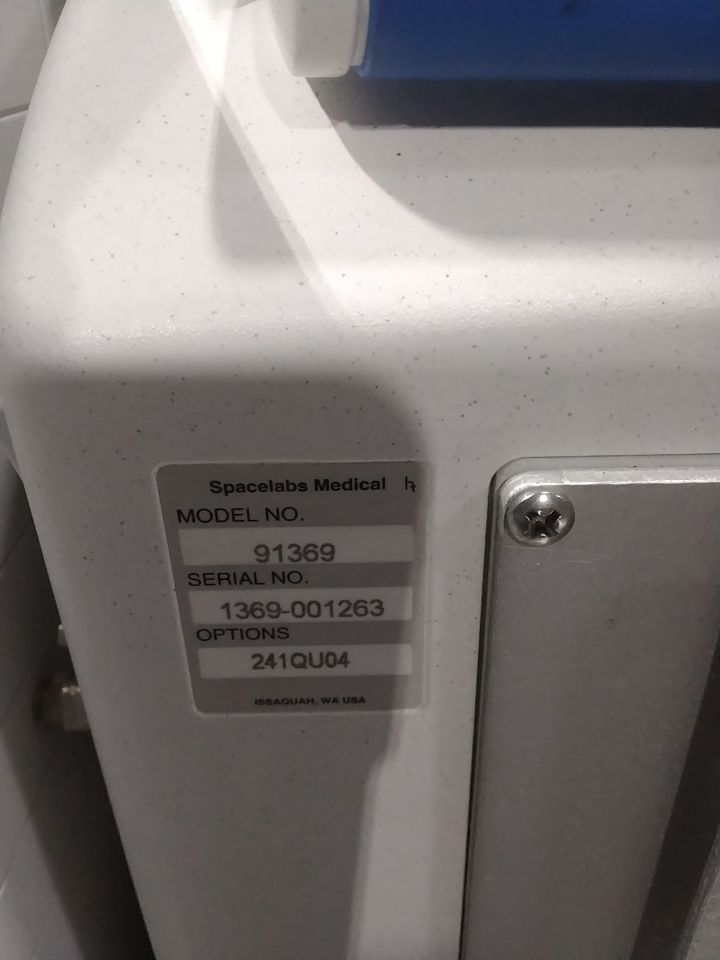 Spacelabs Medical
MODEL NO.
91369
SERIAL NO.
1369-001263
OPTIONS
241QU04
ISSAQUAH, WA USA